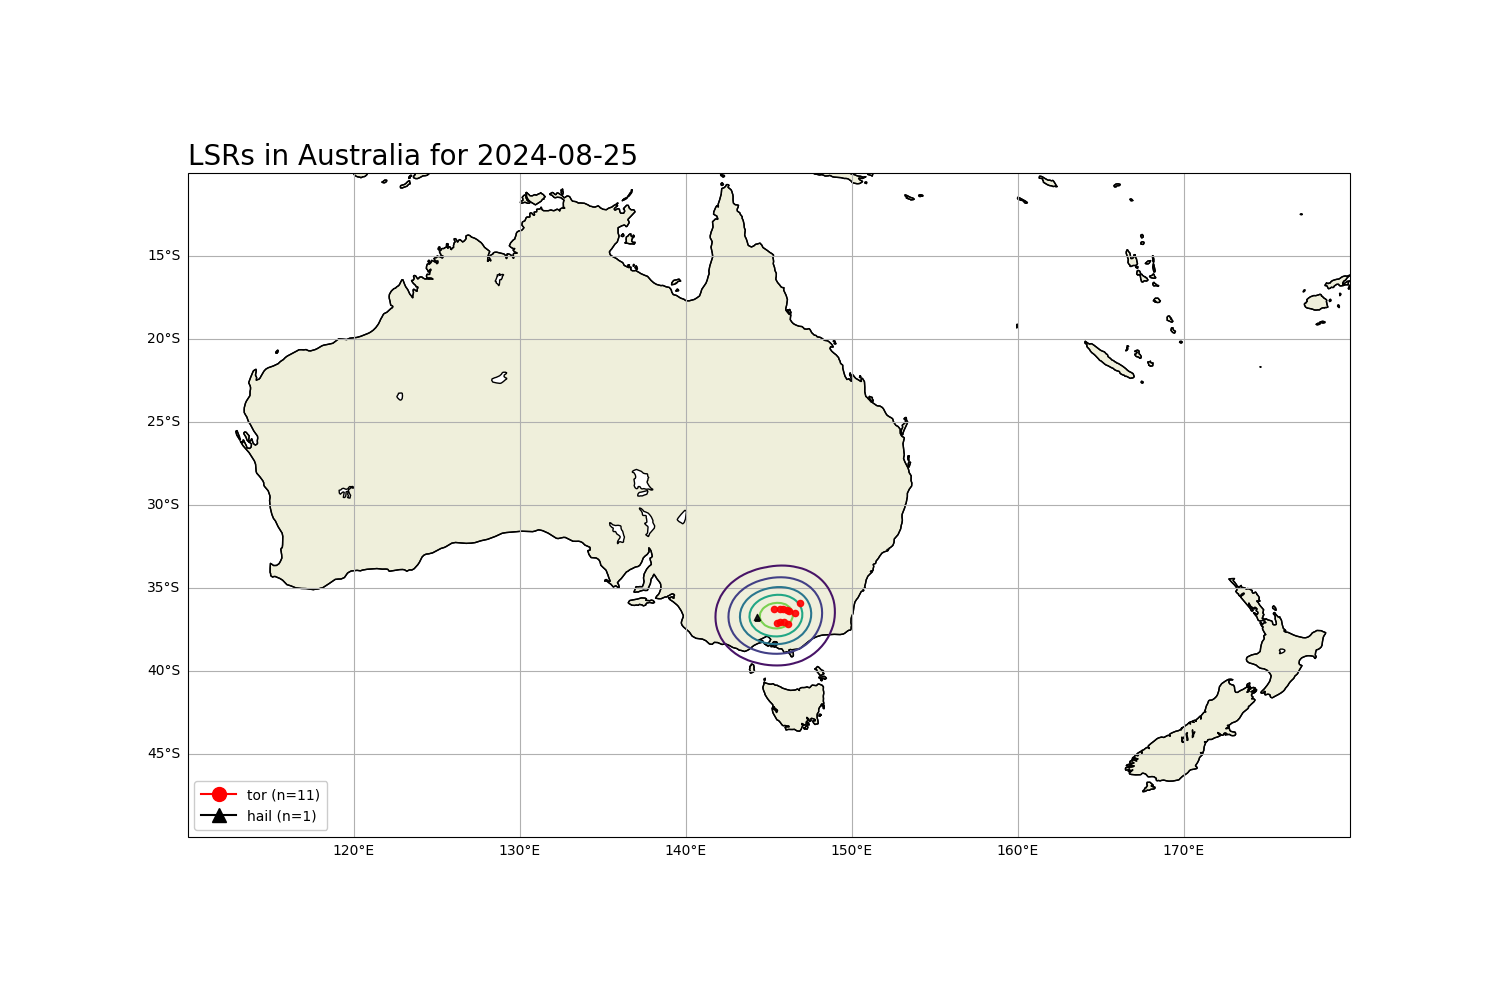 LSRs in Australia for 2024-08-25
15°S
20°S
25°S
30°S
35°S
40°S
45°S
tor (n=11)
hail (n=1)
120°E 130°E 140°E 150°E 160°E 170°E